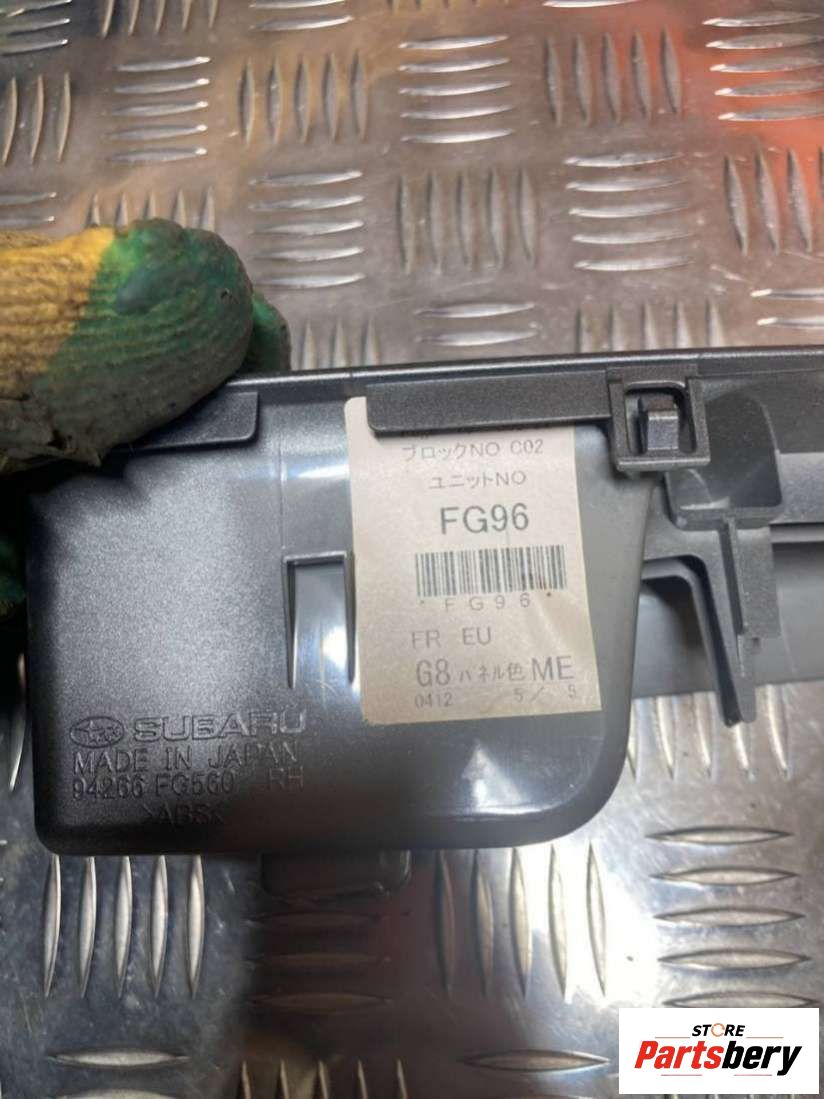 ブロックNO C02
ユニットNO
FG96
*FG96*
FR EU
G8 パネル色 ME
0412 5/ 5
SUBARU
MADE IN JAPAN
94266 FG560 RH
>ABS<
STORE
Partsbery